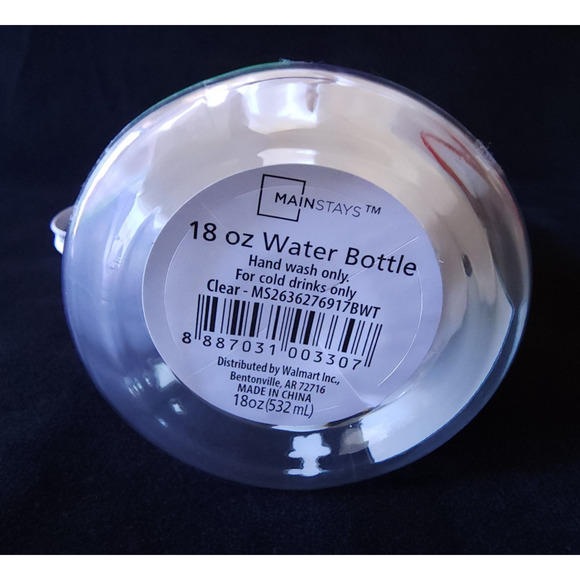 MAINSTAYS™
18 oz Water Bottle
Hand wash only.
For cold drinks only
Clear - MS2636276917BWT
8 887031 003307
Distributed by Walmart Inc.,
Bentonville, AR 72716
MADE IN CHINA
18oz(532 mL)